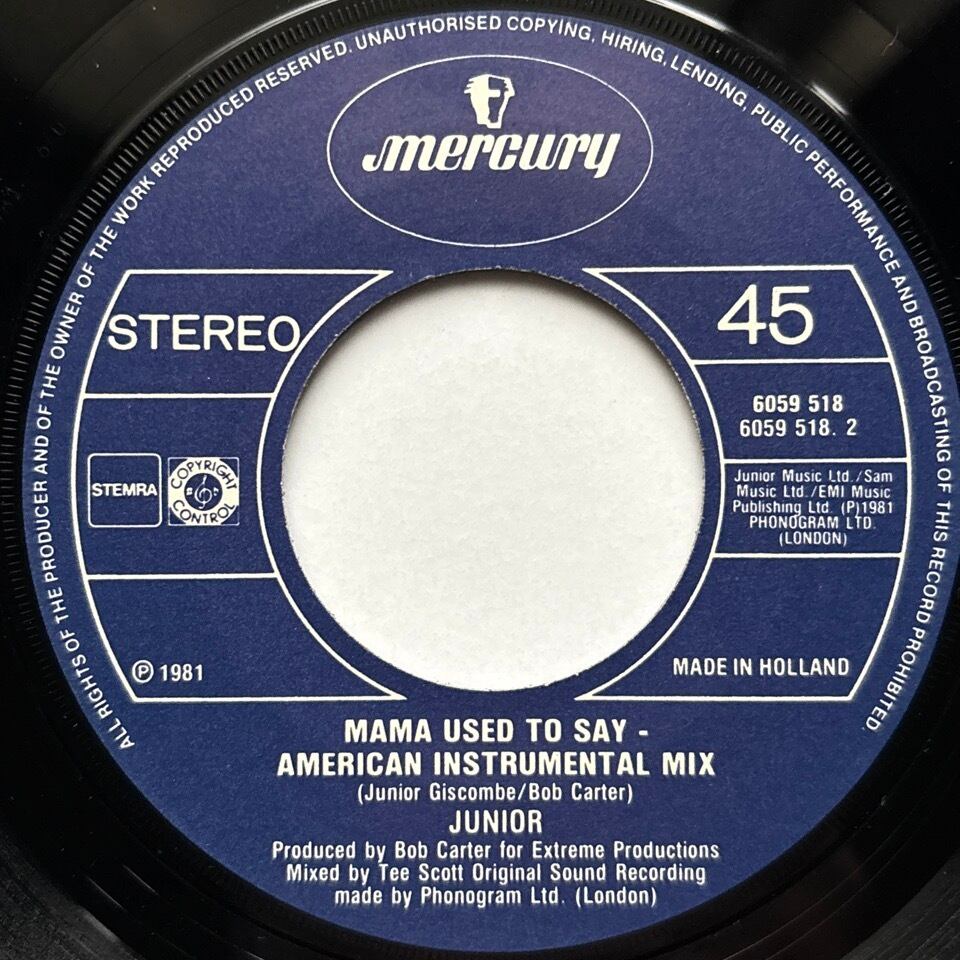 ALL RIGHTS OF THE PRODUCER AND OF THE OWNER OF THE WORK REPRODUCED RESERVED. UNAUTHORISED COPYING, HIRING, LENDING, PUBLIC PERFORMANCE AND BROADCASTING OF THIS RECORD PROHIBITED.
mercury
STEREO
45
6059 518
6059 518. 2
STEMRA
COPYRIGHT
CONTROL
Junior Music Ltd./Sam
Music Ltd./EMI Music
Publishing Ltd. (P)1981
PHONOGRAM LTD.
(LONDON)
℗ 1981
MADE IN HOLLAND
MAMA USED TO SAY -
AMERICAN INSTRUMENTAL MIX
(Junior Giscombe/Bob Carter)
JUNIOR
Produced by Bob Carter for Extreme Productions
Mixed by Tee Scott Original Sound Recording
made by Phonogram Ltd. (London)